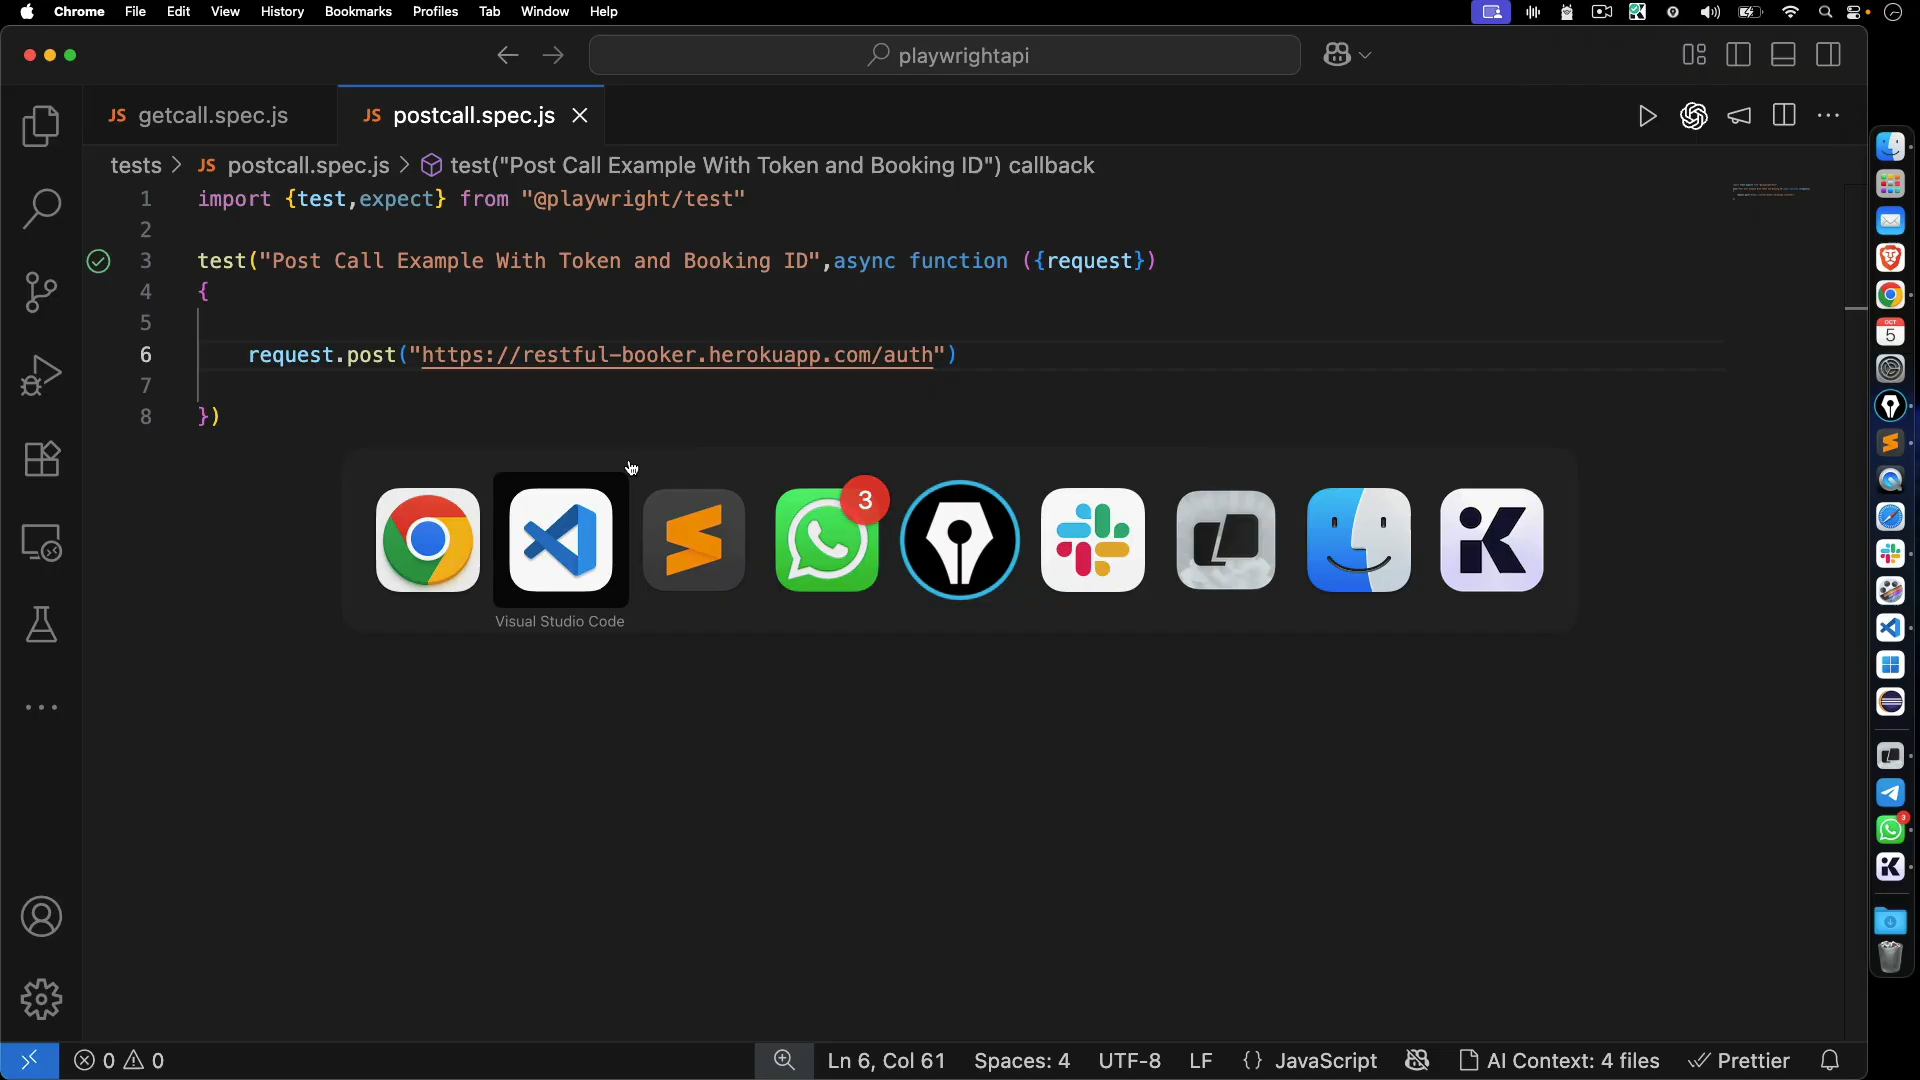 Chrome File Edit View History Bookmarks Profiles Tab Window Help
playwrightapi
JS getcall.spec.js
JS postcall.spec.js
tests > JS postcall.spec.js > test("Post Call Example With Token and Booking ID") callback
1 import {test,expect} from "@playwright/test"
2
3 test("Post Call Example With Token and Booking ID",async function ({request})
4 {
5
6 request.post("https://restful-booker.herokuapp.com/auth")
7
8 })
3
Visual Studio Code
OCT
5
3
0 0
Ln 6, Col 61 Spaces: 4 UTF-8 LF {} JavaScript AI Context: 4 files Prettier